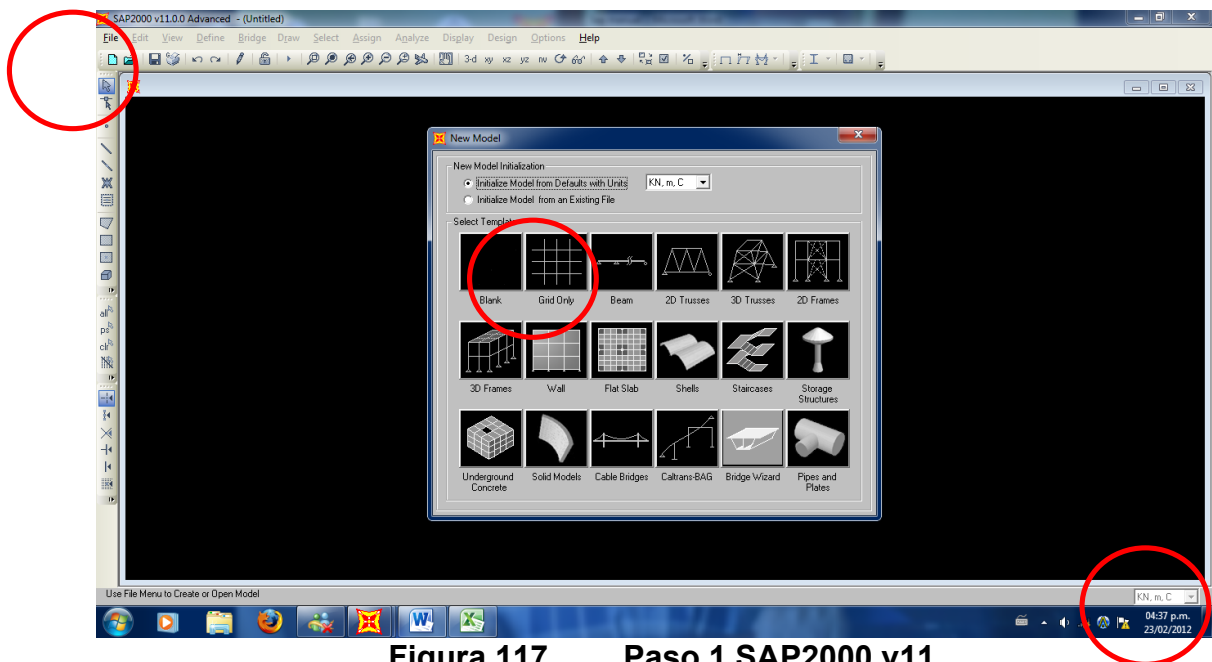 SAP2000 v11.0.0 Advanced - (Untitled)
File Edit View Define Bridge Draw Select Assign Analyze Display Design Options Help
3-d xy xz yz nv
New Model
New Model Initialization
Initialize Model from Defaults with Units
KN, m, C
Initialize Model from an Existing File
Select Template
Blank
Grid Only
Beam
2D Trusses
3D Trusses
2D Frames
3D Frames
Wall
Flat Slab
Shells
Staircases
Storage Structures
Underground Concrete
Solid Models
Cable Bridges
Caltrans-BAG
Bridge Wizard
Pipes and Plates
all
ps
clr
Use File Menu to Create or Open Model
KN, m, C
04:37 p.m.
23/02/2012
Figura 117 Paso 1 SAP2000 v11